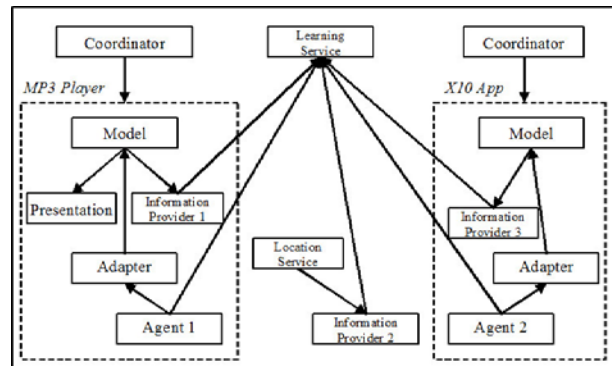 Coordinator
Learning
Service
Coordinator
MP3 Player
X10 App
Model
Model
Presentation
Information
Provider 1
Information
Provider 3
Location
Service
Adapter
Adapter
Agent 1
Information
Provider 2
Agent 2